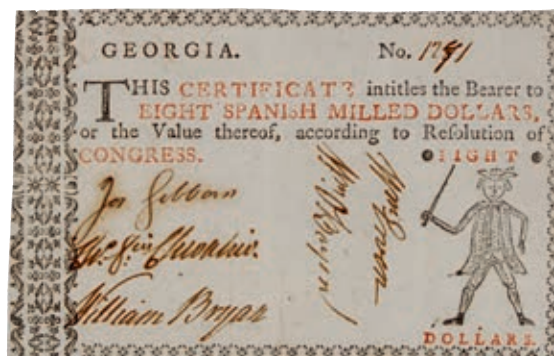 GEORGIA. No. 1791
THIS CERTIFICATE intitles the Bearer to
EIGHT SPANISH MILLED DOLLARS,
or the Value thereof, according to Resolution of
CONGRESS.
EIGHT
William Bryan
DOLLARS.